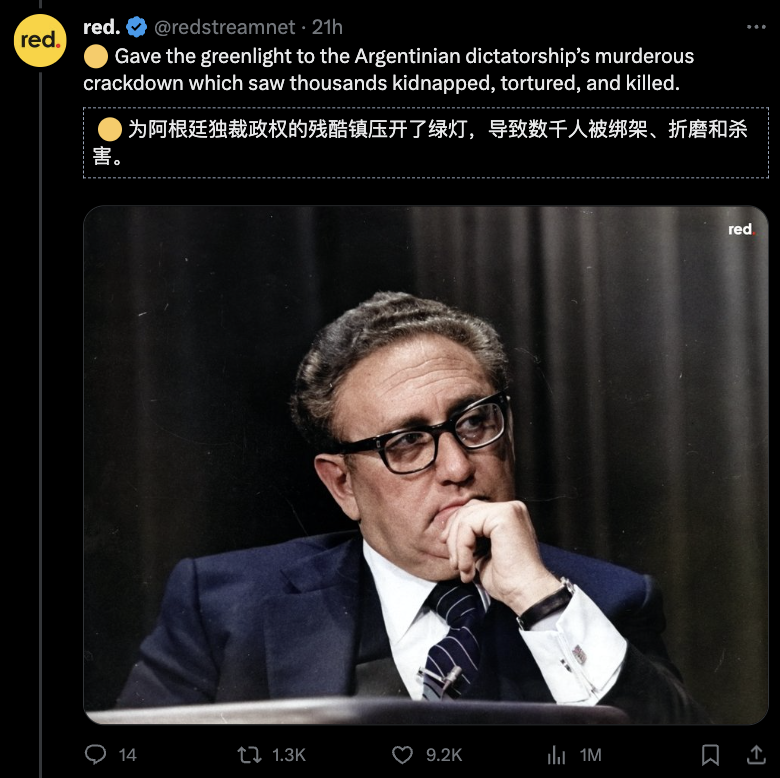 red.
red. @redstreamnet · 21h
Gave the greenlight to the Argentinian dictatorship's murderous
crackdown which saw thousands kidnapped, tortured, and killed.
为阿根廷独裁政权的残酷镇压开了绿灯，导致数千人被绑架、折磨和杀
害。
red.
14 1.3K 9.2K 1M